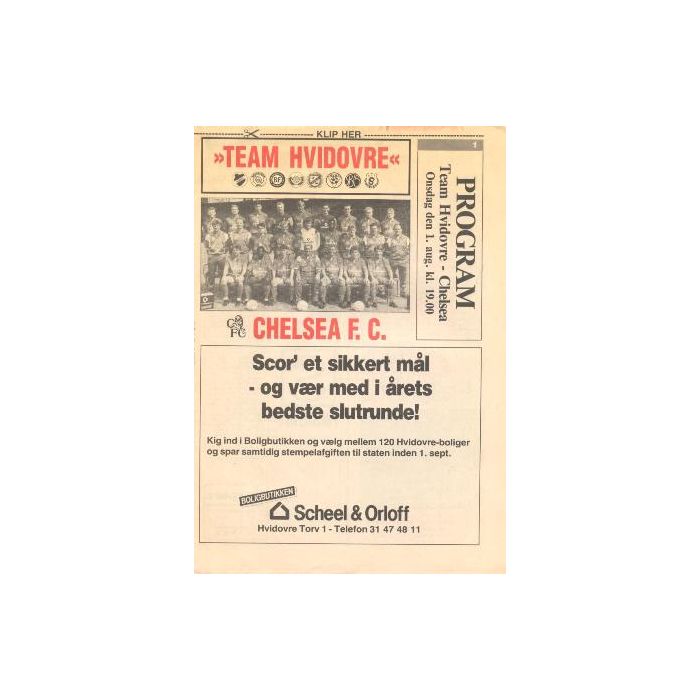 KLIP HER
»TEAM HVIDOVRE«
1
PROGRAM
Team Hvidovre - Chelsea
Onsdag den 1. aug. kl. 19.00
CHELSEA F. C.
Scor' et sikkert mål
- og vær med i årets
bedste slutrunde!
Kig ind i Boligbutikken og vælg mellem 120 Hvidovre-boliger
og spar samtidig stempelafgiften til staten inden 1. sept.
BOLIGBUTIKKEN
Scheel & Orloff
Hvidovre Torv 1 - Telefon 31 47 48 11